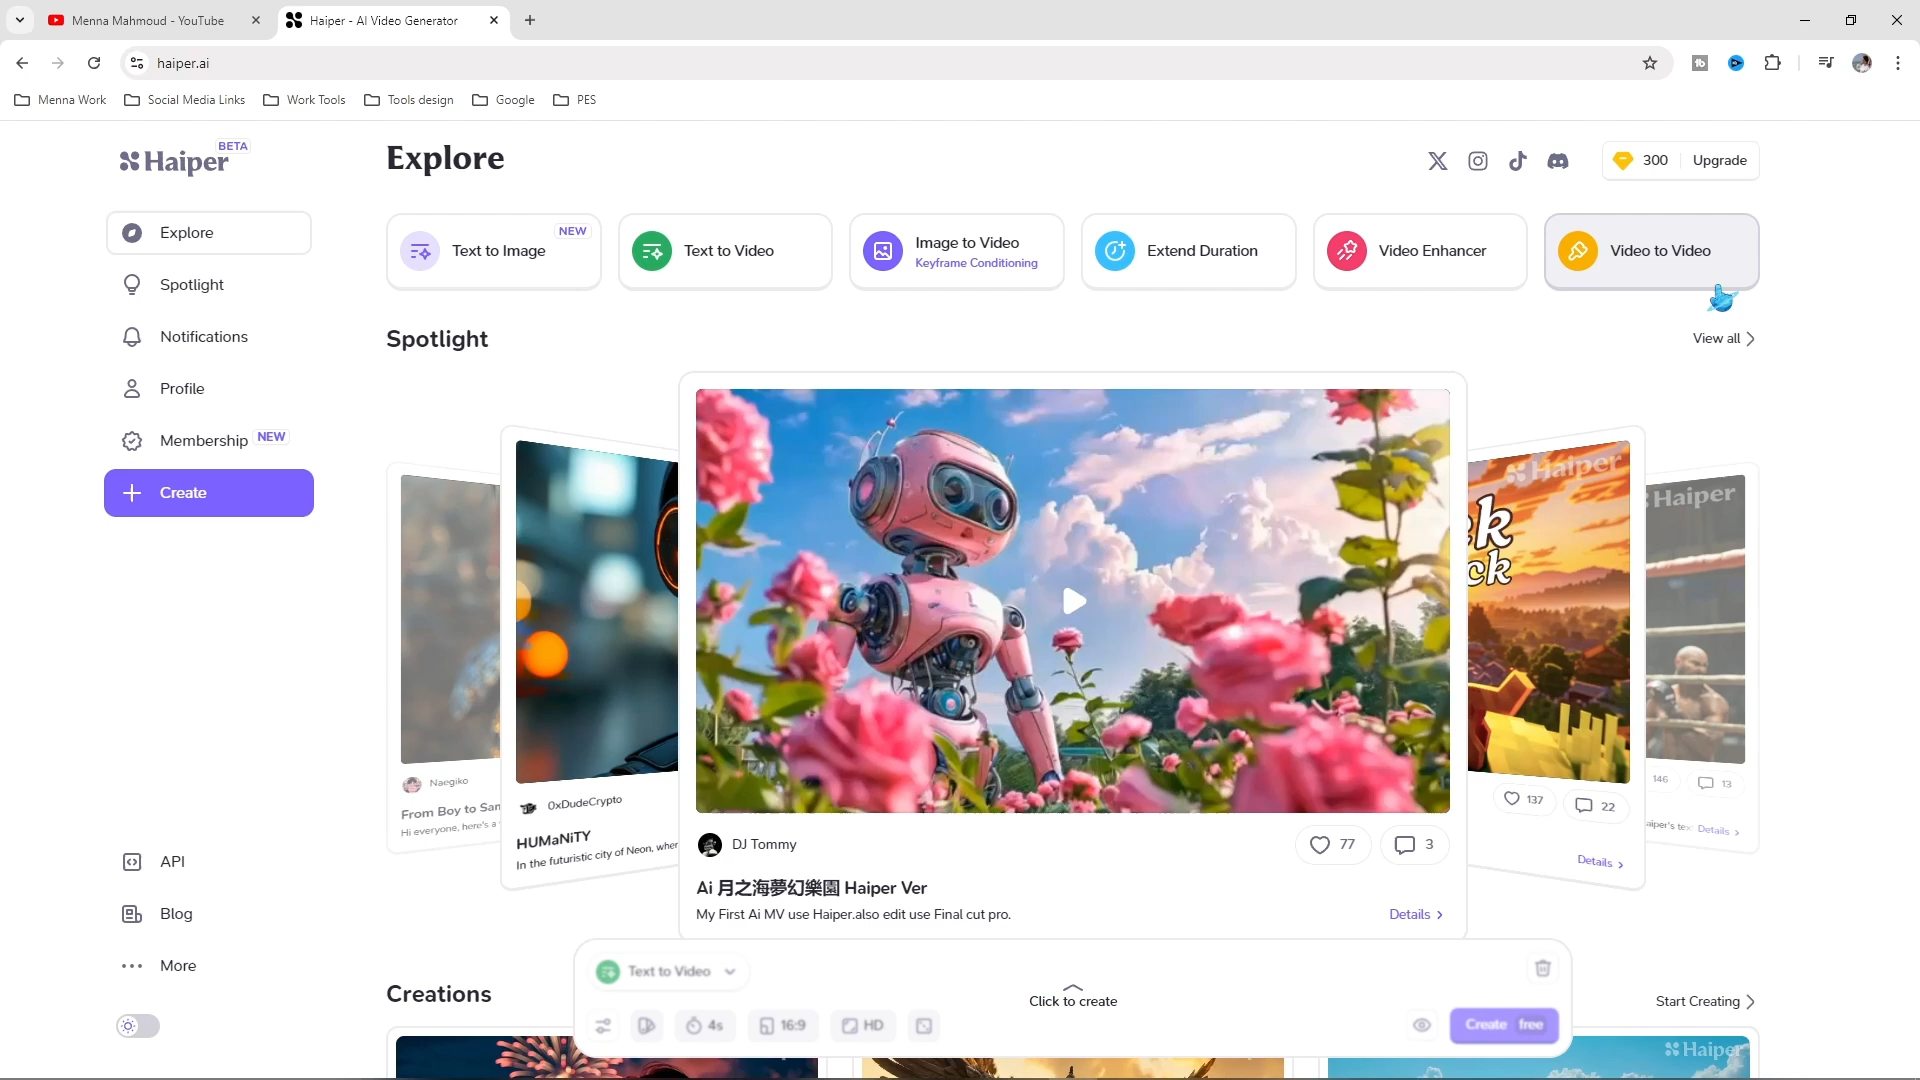 Menna Mahmoud - YouTube
Haiper - AI Video Generator
haiper.ai
Menna Work
Social Media Links
Work Tools
Tools design
Google
PES
Haiper
BETA
Explore
Spotlight
Notifications
Profile
Membership NEW
Create
API
Blog
More
Explore
300
Upgrade
Text to Image
NEW
Text to Video
Image to Video
Keyframe Conditioning
Extend Duration
Video Enhancer
Video to Video
Spotlight
View all
Naegiko
From Boy to Sam
Hi everyone, here's a
0xDudeCrypto
HUMaNiTY
In the futuristic city of Neon, wher
DJ Tommy
77
3
Ai 月之海夢幻樂園 Haiper Ver
My First Ai MV use Haiper.also edit use Final cut pro.
Details
Haiper
137
22
Details
Haiper
146
13
Details
Creations
Text to Video
Click to create
4s
16:9
HD
Create free
Start Creating
Haiper